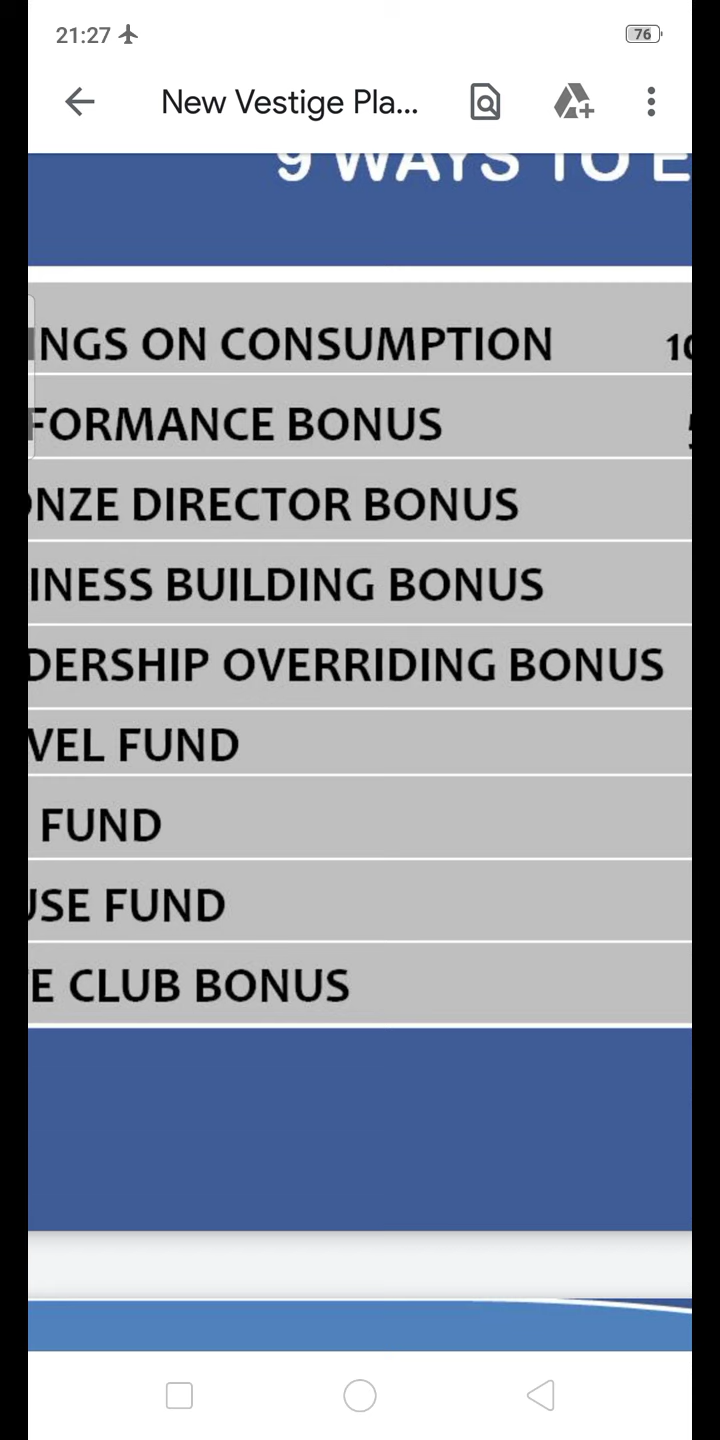 21:27
76
New Vestige Pla...
9 WAYS TO E
INGS ON CONSUMPTION 10
FORMANCE BONUS
NZE DIRECTOR BONUS
INESS BUILDING BONUS
DERSHIP OVERRIDING BONUS
VEL FUND
FUND
USE FUND
E CLUB BONUS